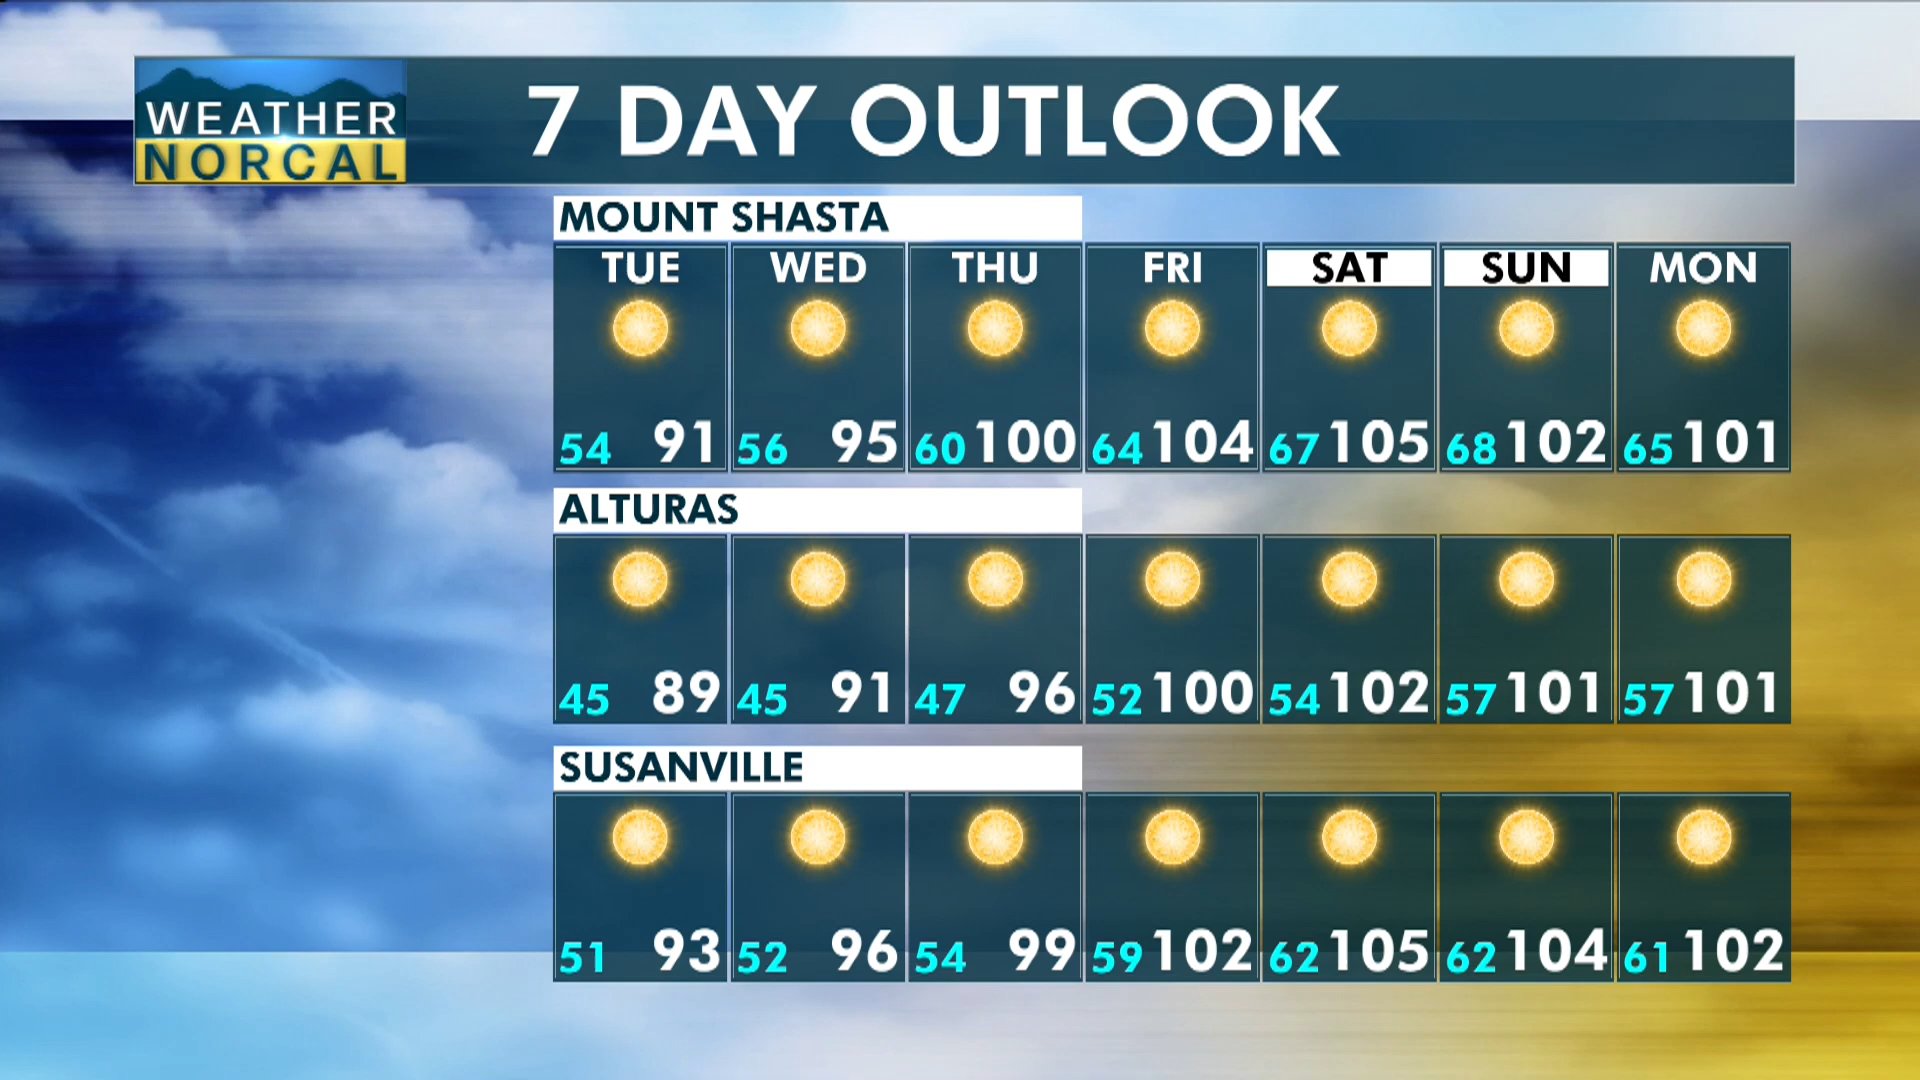 WEATHER
NORCAL
7 DAY OUTLOOK
MOUNT SHASTA
TUE WED THU FRI SAT SUN MON
54 91 56 95 60 100 64 104 67 105 68 102 65 101
ALTURAS
45 89 45 91 47 96 52 100 54 102 57 101 57 101
SUSANVILLE
51 93 52 96 54 99 59 102 62 105 62 104 61 102